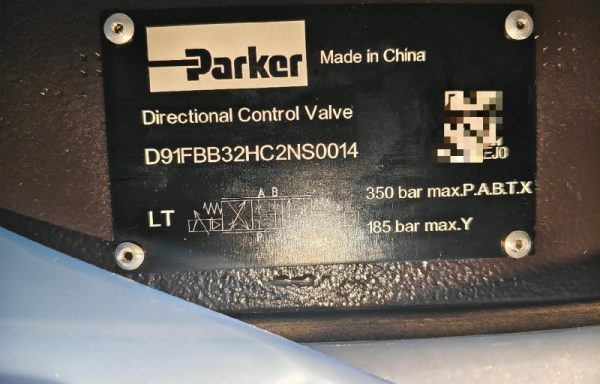 Parker
Made in China
Directional Control Valve
D91FBB32HC2NS0014
EJ0
A B
350 bar max.P.A.B.T.X
LT
185 bar max.Y